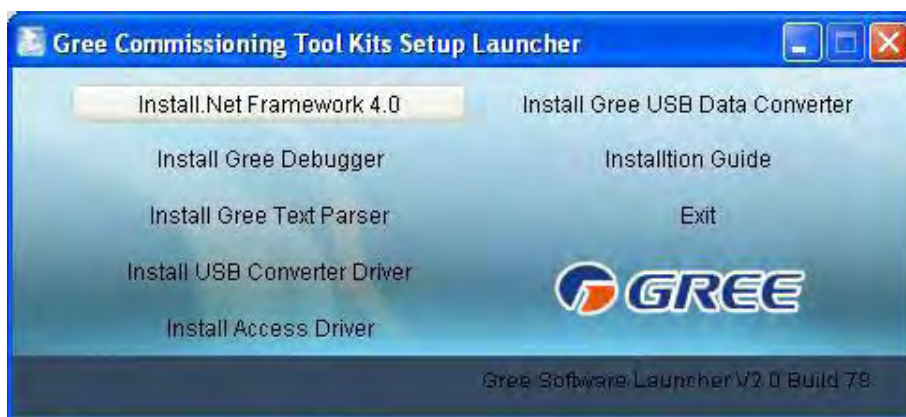 Gree Commissioning Tool Kits Setup Launcher
Install.Net Framework 4.0
Install Gree Debugger
Install Gree Text Parser
Install USB Converter Driver
Install Access Driver
Install Gree USB Data Converter
Installtion Guide
Exit
GREE
Gree Software Launcher V2.0 Build 79